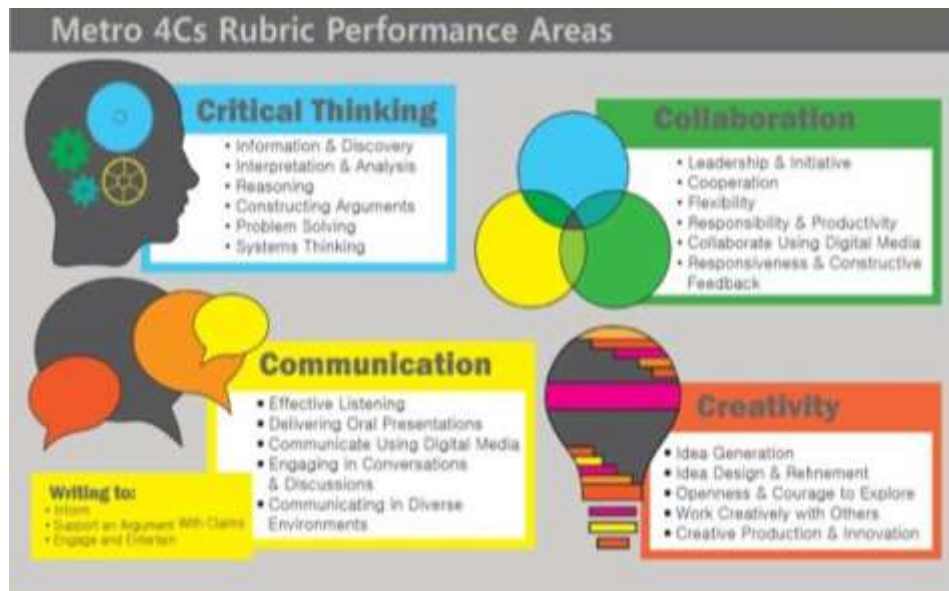 Metro 4Cs Rubric Performance Areas
Critical Thinking
• Information & Discovery
• Interpretation & Analysis
• Reasoning
• Constructing Arguments
• Problem Solving
• Systems Thinking
Collaboration
• Leadership & Initiative
• Cooperation
• Flexibility
• Responsibility & Productivity
• Collaborate Using Digital Media
• Responsiveness & Constructive
Feedback
Communication
• Effective Listening
• Delivering Oral Presentations
• Communicate Using Digital Media
• Engaging in Conversations
& Discussions
• Communicating in Diverse
Environments
Writing to:
• Inform
• Support an Argument With Claims
• Engage and Entertain
Creativity
• Idea Generation
• Idea Design & Refinement
• Openness & Courage to Explore
• Work Creatively with Others
• Creative Production & Innovation